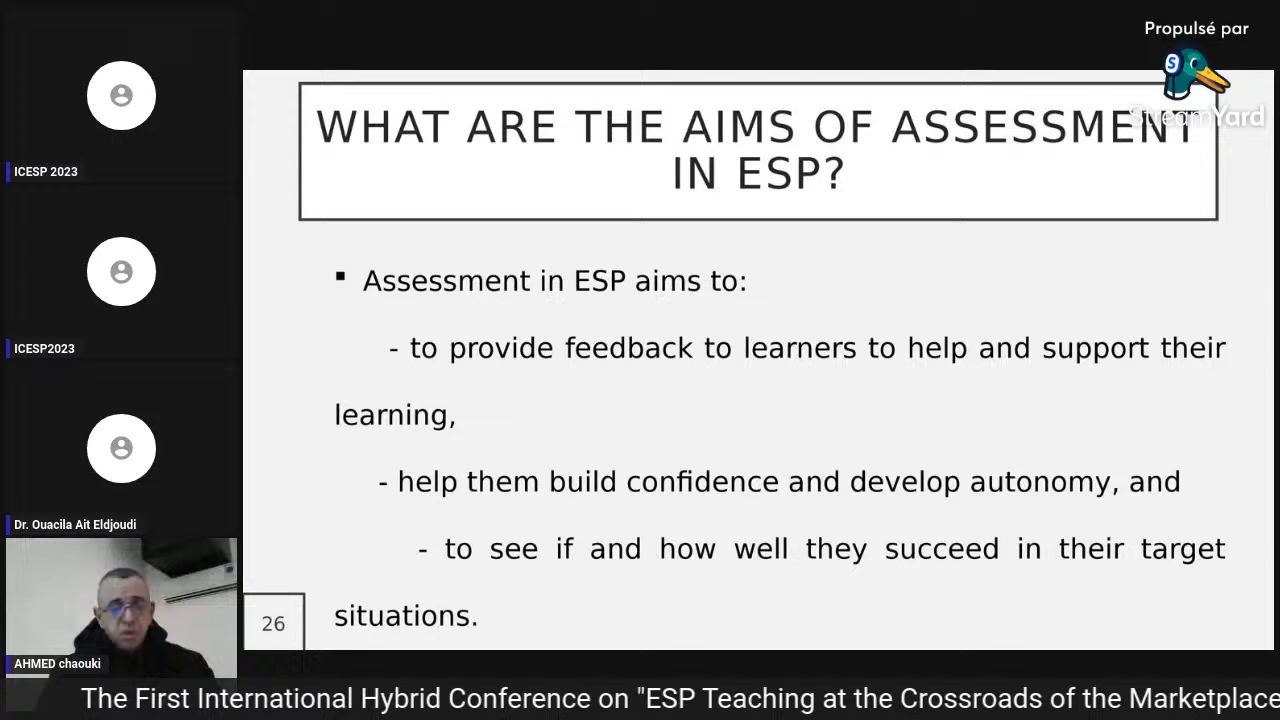 Propulsé par
StreamYard
WHAT ARE THE AIMS OF ASSESSMENT
IN ESP?
▪ Assessment in ESP aims to:
- to provide feedback to learners to help and support their
learning,
- help them build confidence and develop autonomy, and
- to see if and how well they succeed in their target
situations.
26
ICESP 2023
ICESP2023
Dr. Ouacila Ait Eldjoudi
AHMED chaouki
The First International Hybrid Conference on "ESP Teaching at the Crossroads of the Marketplace